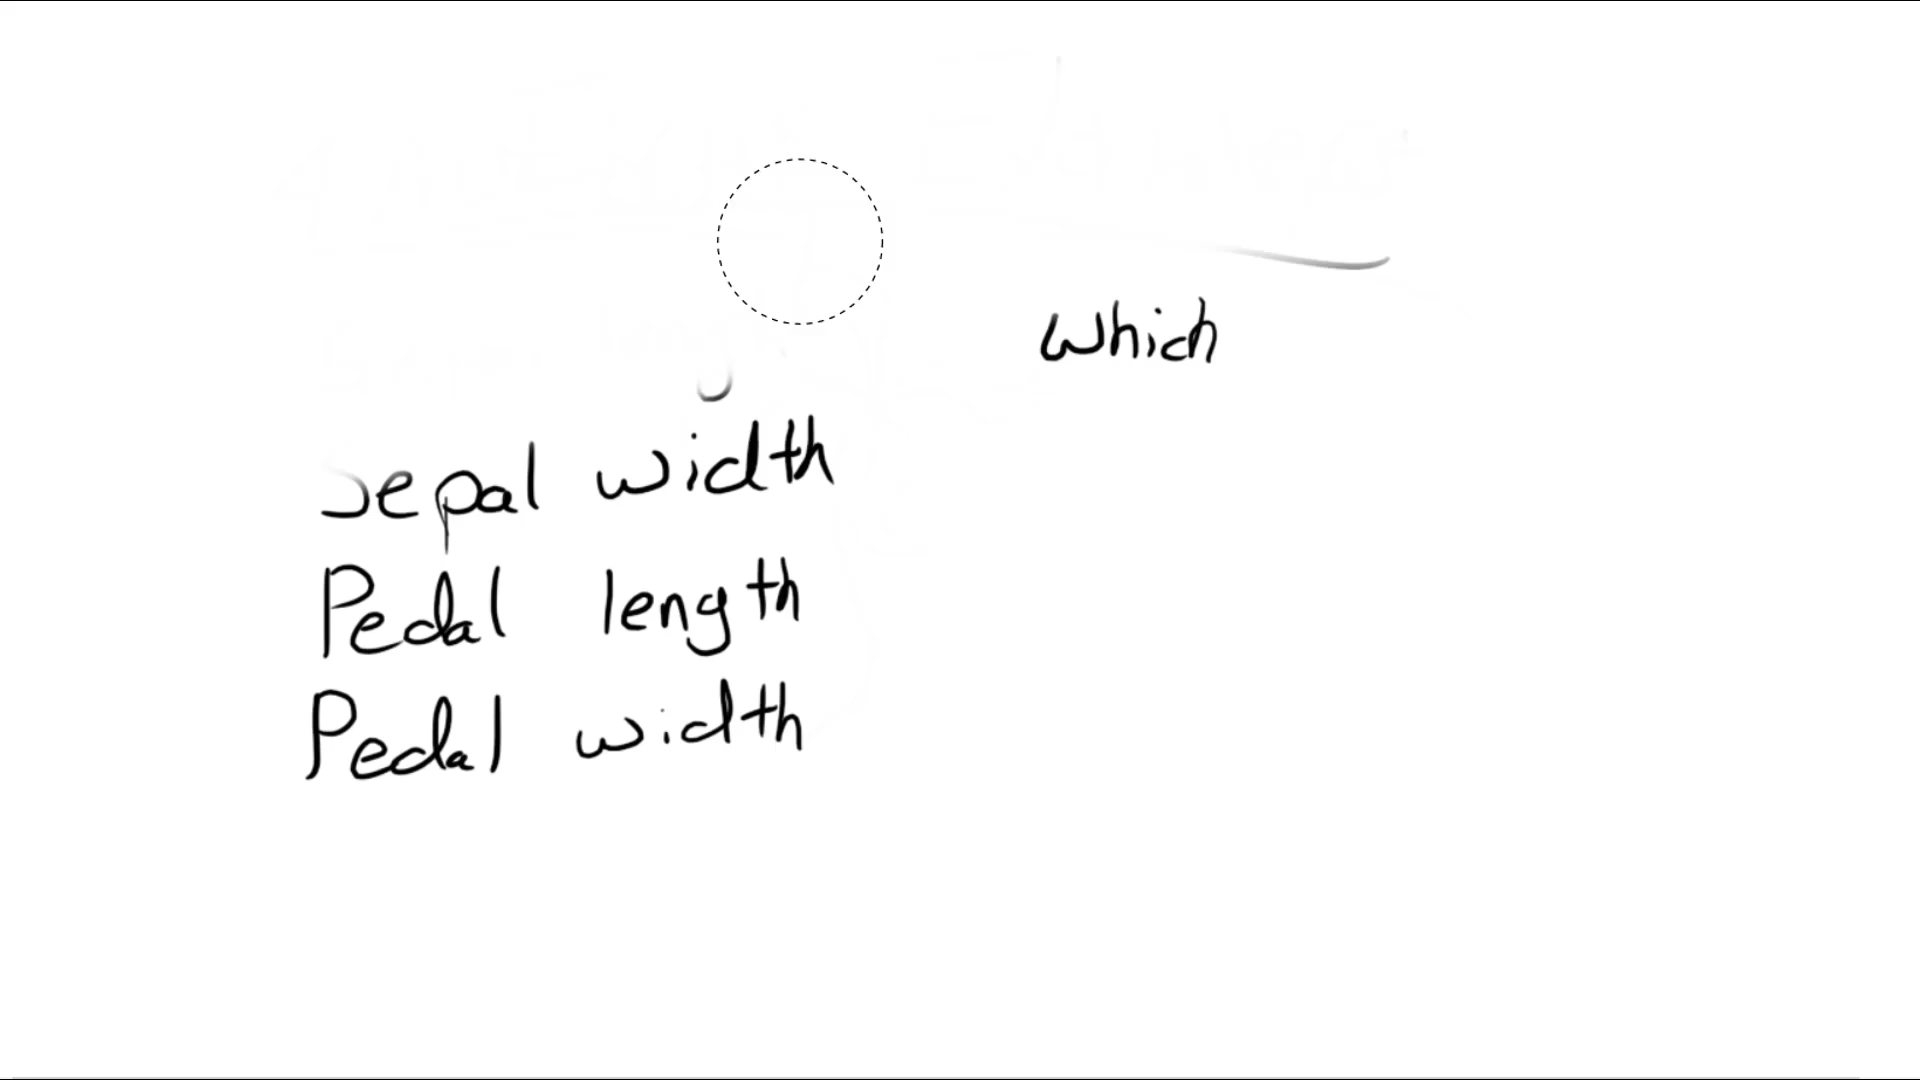 which
Sepal width
Pedal length
Pedal width